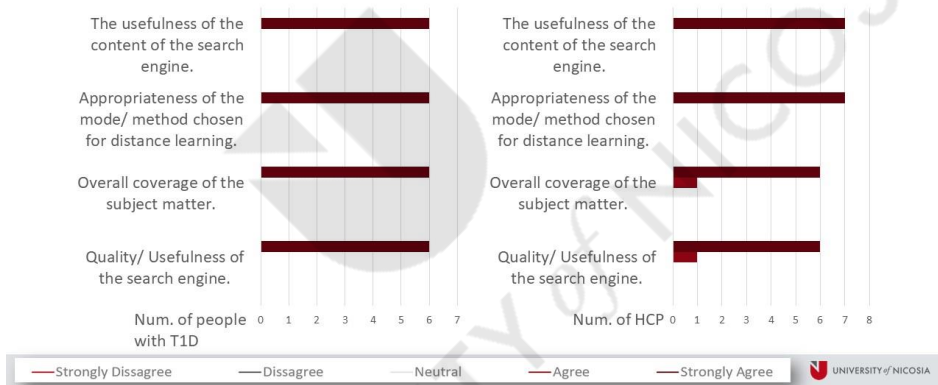 The usefulness of the
content of the search
engine.
Appropriateness of the
mode/ method chosen
for distance learning.
Overall coverage of the
subject matter.
Quality/ Usefulness of
the search engine.
Num. of people
with T1D
0 1 2 3 4 5 6 7
The usefulness of the
content of the search
engine.
Appropriateness of the
mode/ method chosen
for distance learning.
Overall coverage of the
subject matter.
Quality/ Usefulness of
the search engine.
Num. of HCP
0 1 2 3 4 5 6 7 8
Strongly Dissagree Dissagree Neutral Agree Strongly Agree
UNIVERSITY of NICOSIA
TY of NICOS